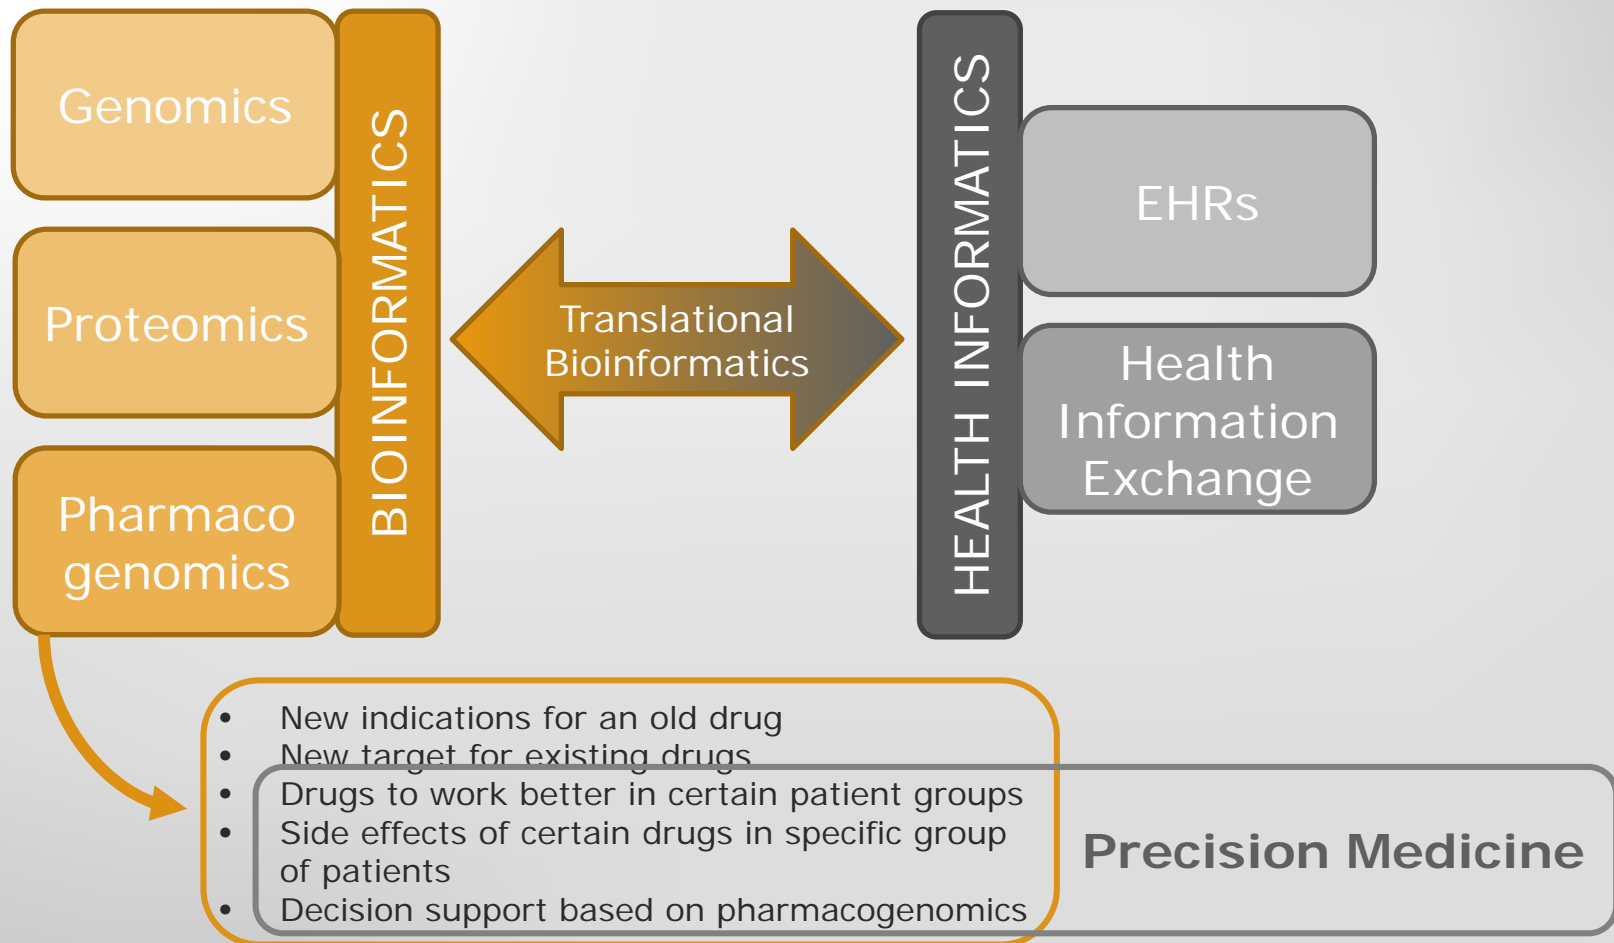 Genomics
Proteomics
Pharmaco
genomics
BIOINFORMATICS
Translational
Bioinformatics
HEALTH INFORMATICS
EHRs
Health
Information
Exchange
• New indications for an old drug
• New target for existing drugs
• Drugs to work better in certain patient groups
• Side effects of certain drugs in specific group
of patients
• Decision support based on pharmacogenomics
Precision Medicine